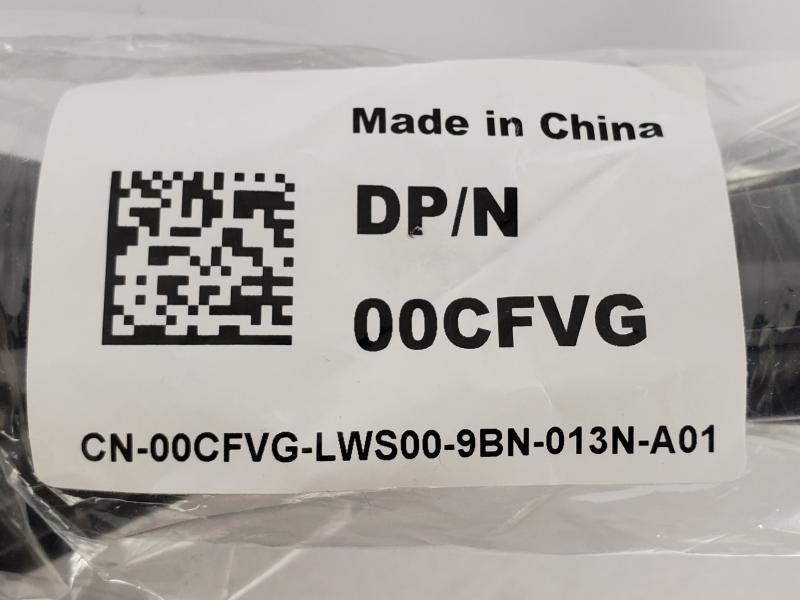 Made in China
DP/N
00CFVG
CN-00CFVG-LWS00-9BN-013N-A01